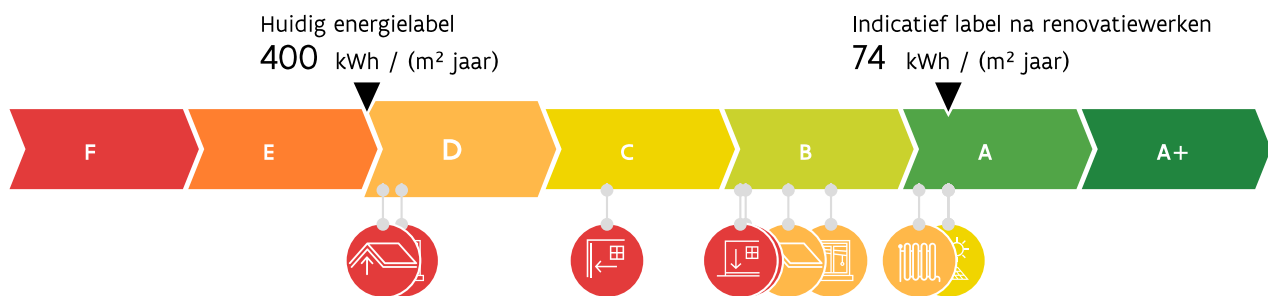 Huidig energielabel
400 kWh / (m² jaar)
Indicatief label na renovatiewerken
74 kWh / (m² jaar)
F E D C B A A+